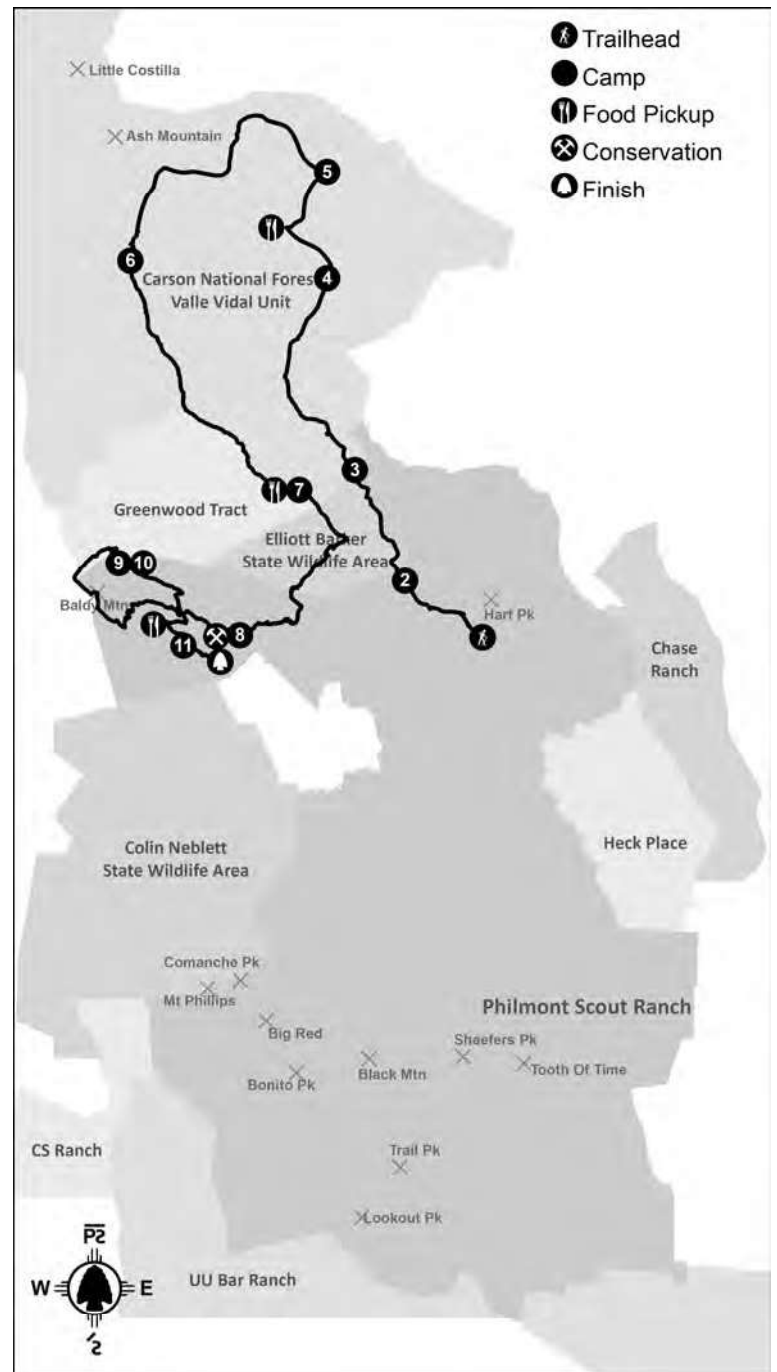 Trailhead
Camp
Food Pickup
Conservation
Finish
Little Costilla
Ash Mountain
5
6
4
Carson National Fores
Valle Vidal Unit
3
7
Greenwood Tract
Elliott Barker
State Wildlife Area
9 10
2
Baldy Mtn
Hart Pk
8
11
Chase
Ranch
Heck Place
Colin Neblett
State Wildlife Area
Comanche Pk
Mt Phillips
Philmont Scout Ranch
Big Red
Shaefers Pk
Black Mtn
Tooth Of Time
Bonito Pk
CS Ranch
Trail Pk
Lookout Pk
W E
UU Bar Ranch